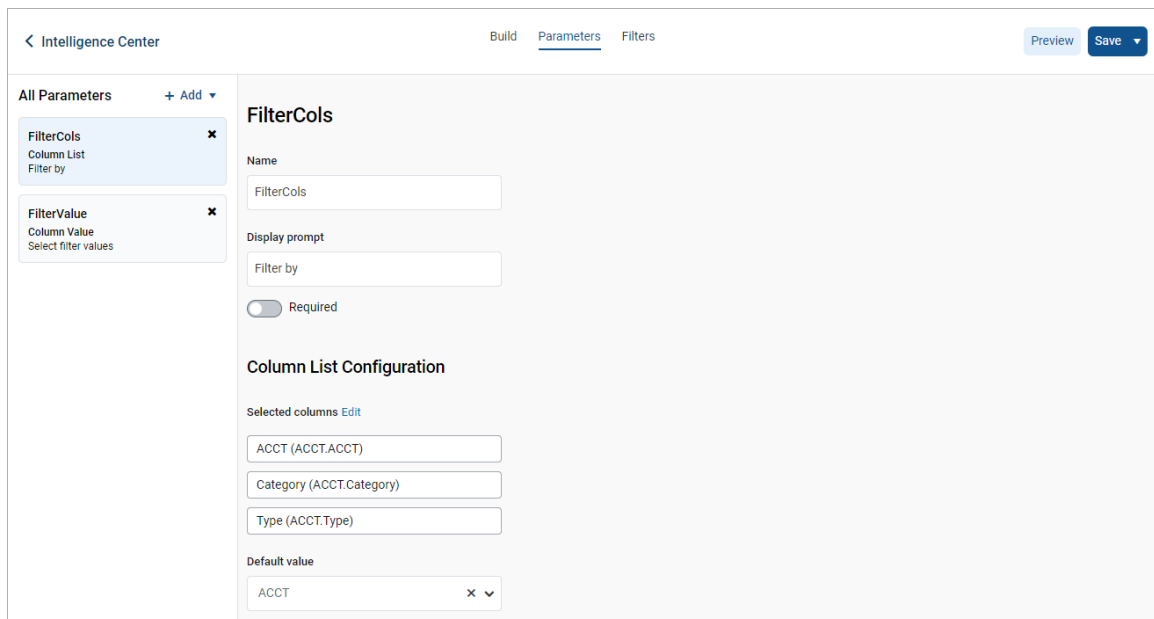 Intelligence Center
Build Parameters Filters
Preview Save
All Parameters + Add
FilterCols
Column List
Filter by
FilterValue
Column Value
Select filter values
FilterCols
Name
FilterCols
Display prompt
Filter by
Required
Column List Configuration
Selected columns Edit
ACCT (ACCT.ACCT)
Category (ACCT.Category)
Type (ACCT.Type)
Default value
ACCT